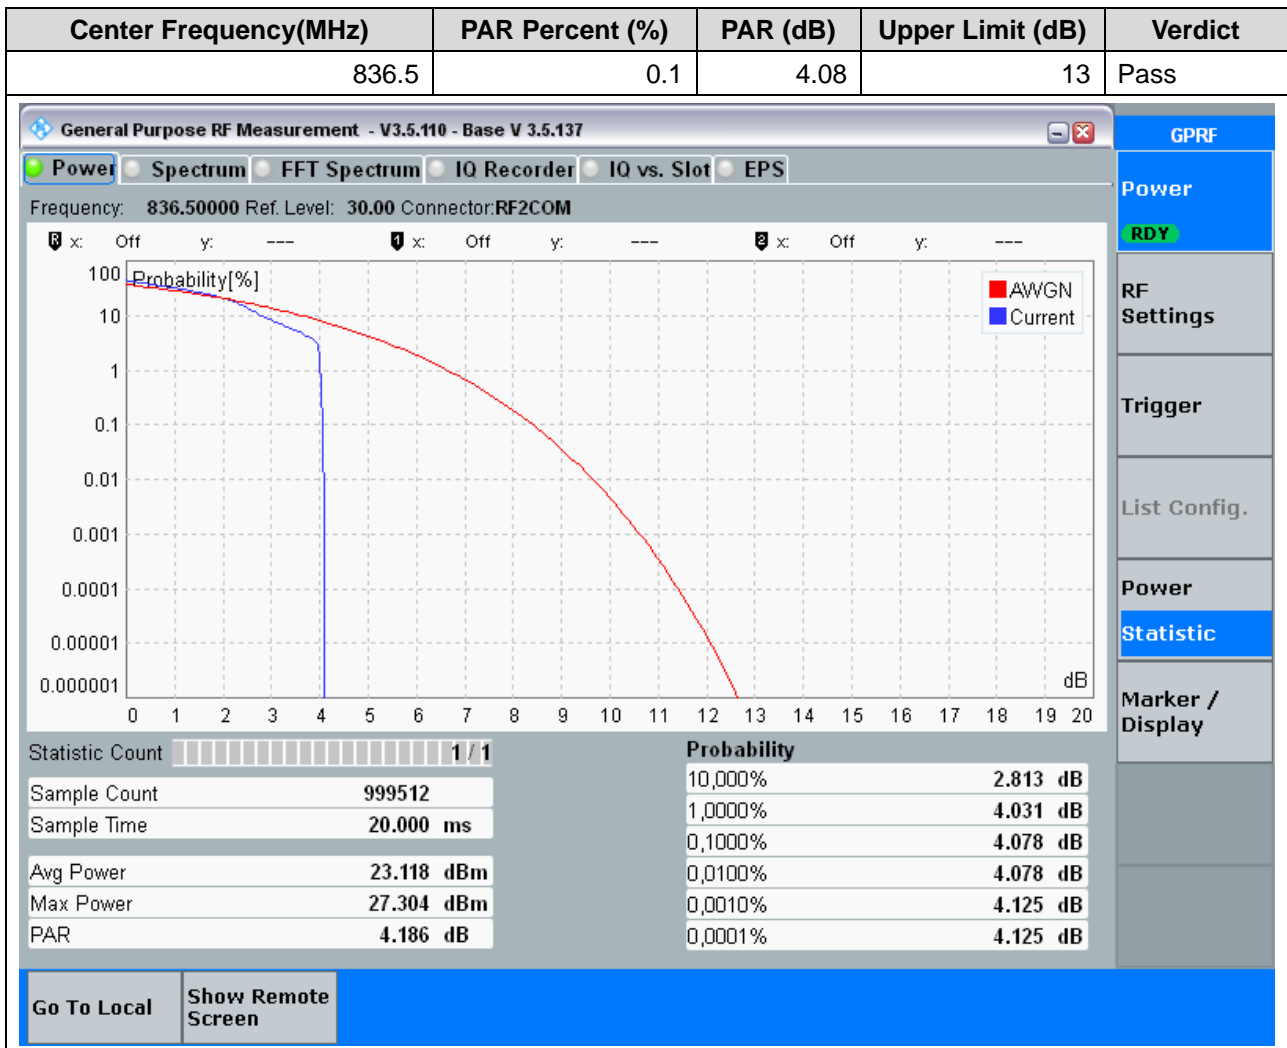 Center Frequency(MHz) PAR Percent (%) PAR (dB) Upper Limit (dB) Verdict
836.5 0.1 4.08 13 Pass
General Purpose RF Measurement - V3.5.110 - Base V 3.5.137
GPRF
Power Spectrum FFT Spectrum IQ Recorder IQ vs. Slot EPS
Power
RDY
Frequency: 836.50000 Ref. Level: 30.00 Connector:RF2COM
R x: Off y: --- 1 x: Off y: --- 2 x: Off y: ---
Probability[%]
AWGN
Current
100
10
1
0.1
0.01
0.001
0.0001
0.00001
0.000001
dB
0 1 2 3 4 5 6 7 8 9 10 11 12 13 14 15 16 17 18 19 20
RF
Settings
Trigger
List Config.
Power
Statistic
Marker /
Display
Statistic Count 1 / 1
Sample Count 999512
Sample Time 20.000 ms
Avg Power 23.118 dBm
Max Power 27.304 dBm
PAR 4.186 dB
Probability
10,000% 2.813 dB
1,0000% 4.031 dB
0,1000% 4.078 dB
0,0100% 4.078 dB
0,0010% 4.125 dB
0,0001% 4.125 dB
Go To Local
Show Remote
Screen